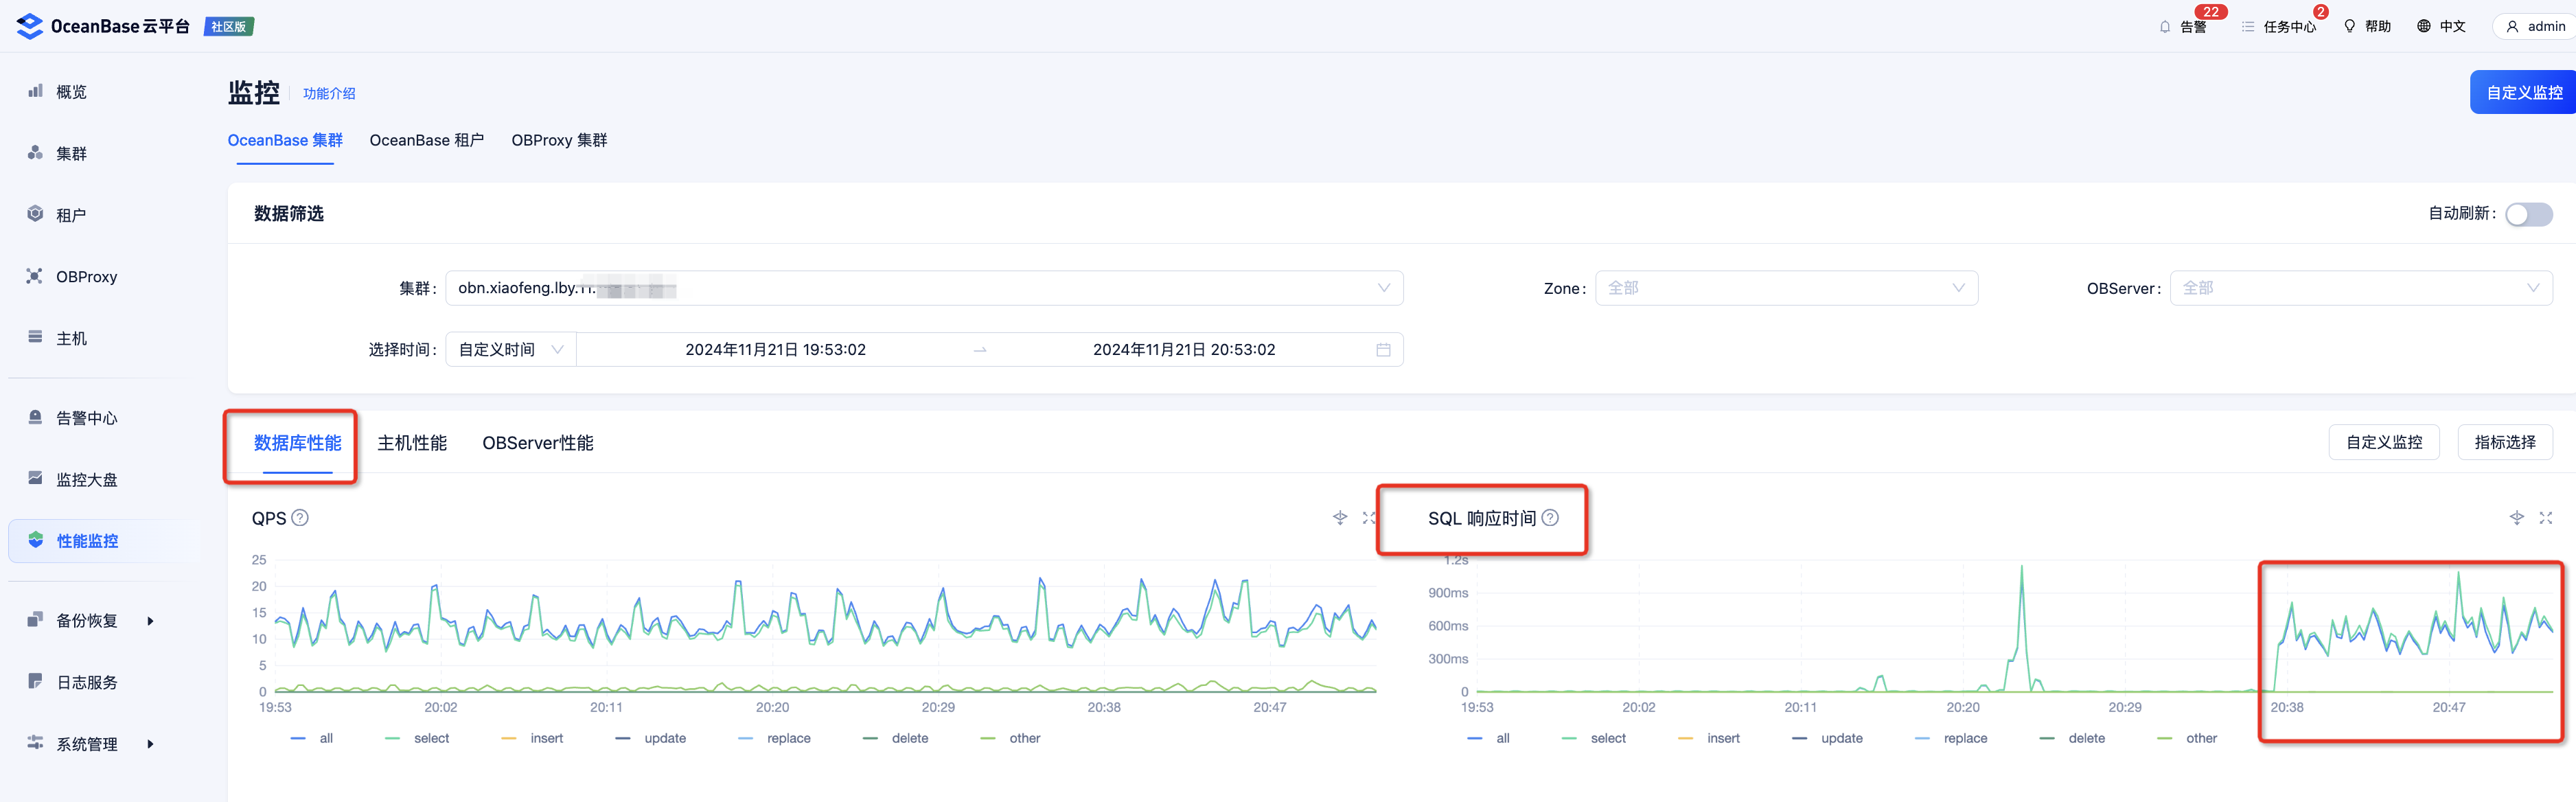 OceanBase 云平台 社区版
告警 22 任务中心 2 帮助 中文 admin
概览
集群
租户
OBProxy
主机
告警中心
监控大盘
性能监控
备份恢复
日志服务
系统管理
监控 功能介绍
自定义监控
OceanBase 集群 OceanBase 租户 OBProxy 集群
数据筛选 自动刷新:
集群: obn.xiaofeng.lby.11. Zone: 全部 OBServer: 全部
选择时间: 自定义时间 2024年11月21日 19:53:02 → 2024年11月21日 20:53:02
数据库性能 主机性能 OBServer性能 自定义监控 指标选择
QPS ?
25
20
15
10
5
0
19:53 20:02 20:11 20:20 20:29 20:38 20:47
all select insert update replace delete other
SQL 响应时间 ?
1.2s
900ms
600ms
300ms
0
19:53 20:02 20:11 20:20 20:29 20:38 20:47
all select insert update replace delete other